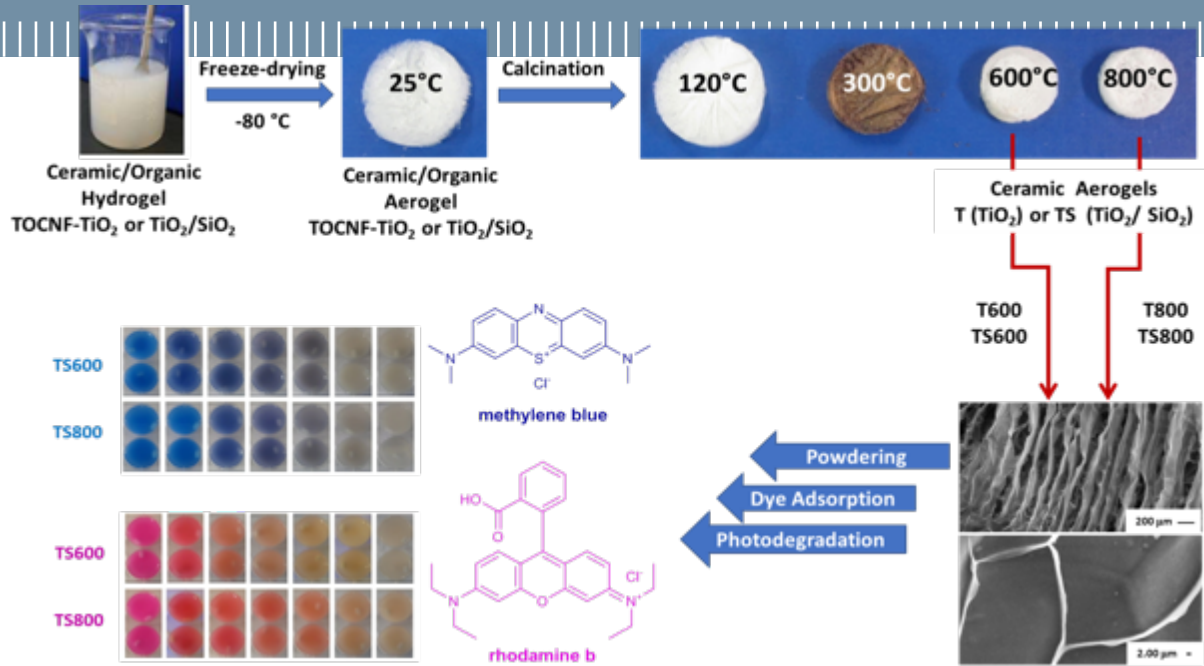 Freeze-drying
-80 °C
25°C
Calcination
120°C
300°C
600°C
800°C
Ceramic/Organic
Hydrogel
TOCNF-TiO₂ or TiO₂/SiO₂
Ceramic/Organic
Aerogel
TOCNF-TiO₂ or TiO₂/SiO₂
Ceramic Aerogels
T (TiO₂) or TS (TiO₂/ SiO₂)
T600
TS600
T800
TS800
TS600
TS800
N
N
S⁺
N
Cl⁻
methylene blue
Powdering
Dye Adsorption
Photodegradation
200 µm
2.00 µm
TS600
TS800
HO
O
Cl⁻
N
O
N⁺
rhodamine b